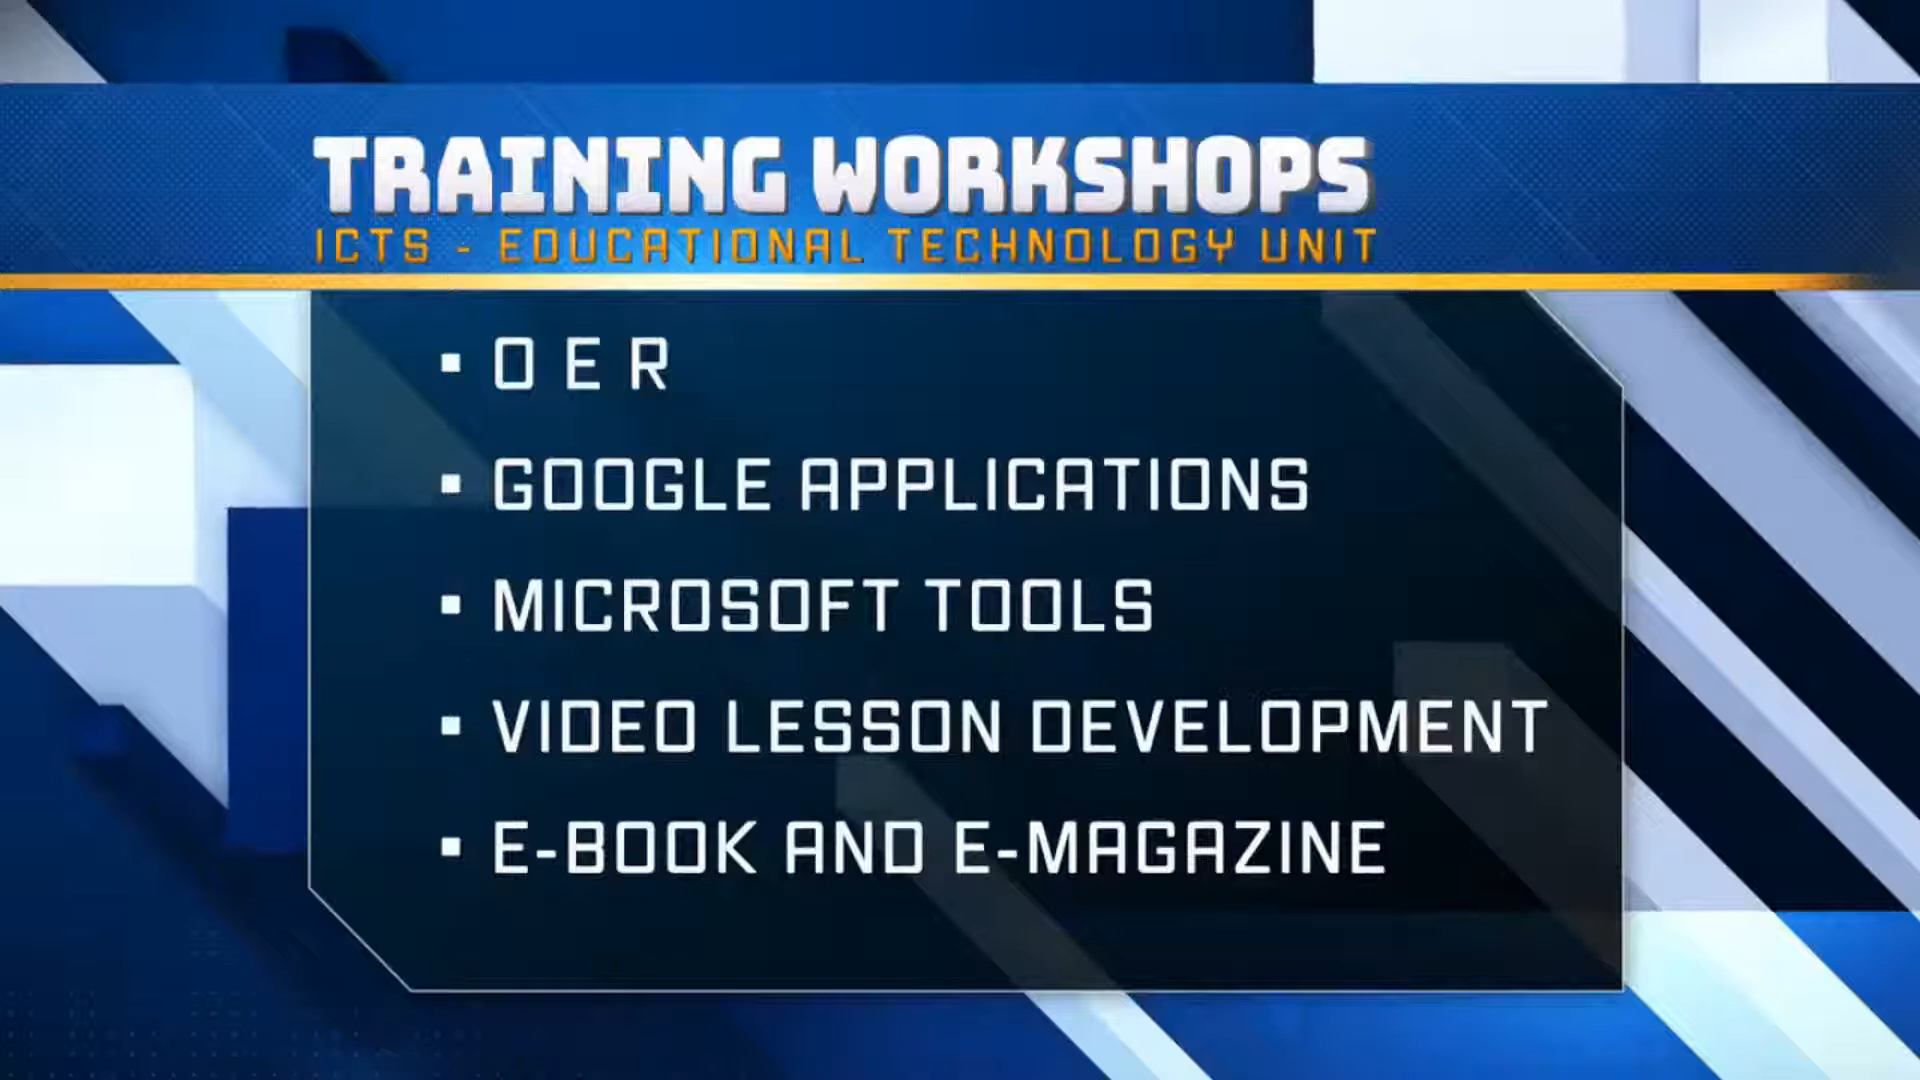 TRAINING WORKSHOPS
ICTS - EDUCATIONAL TECHNOLOGY UNIT
▪ O E R
▪ GOOGLE APPLICATIONS
▪ MICROSOFT TOOLS
▪ VIDEO LESSON DEVELOPMENT
▪ E-BOOK AND E-MAGAZINE